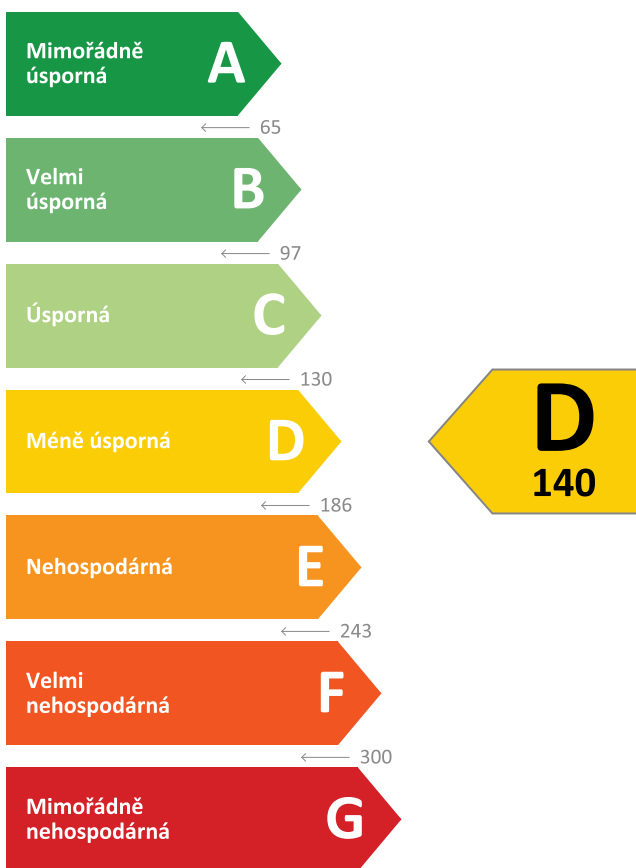 Mimořádně
úsporná
A
65
Velmi
úsporná
B
97
Úsporná
C
130
Méně úsporná
D
186
D
140
Nehospodárná
E
243
Velmi
nehospodárná
F
300
Mimořádně
nehospodárná
G